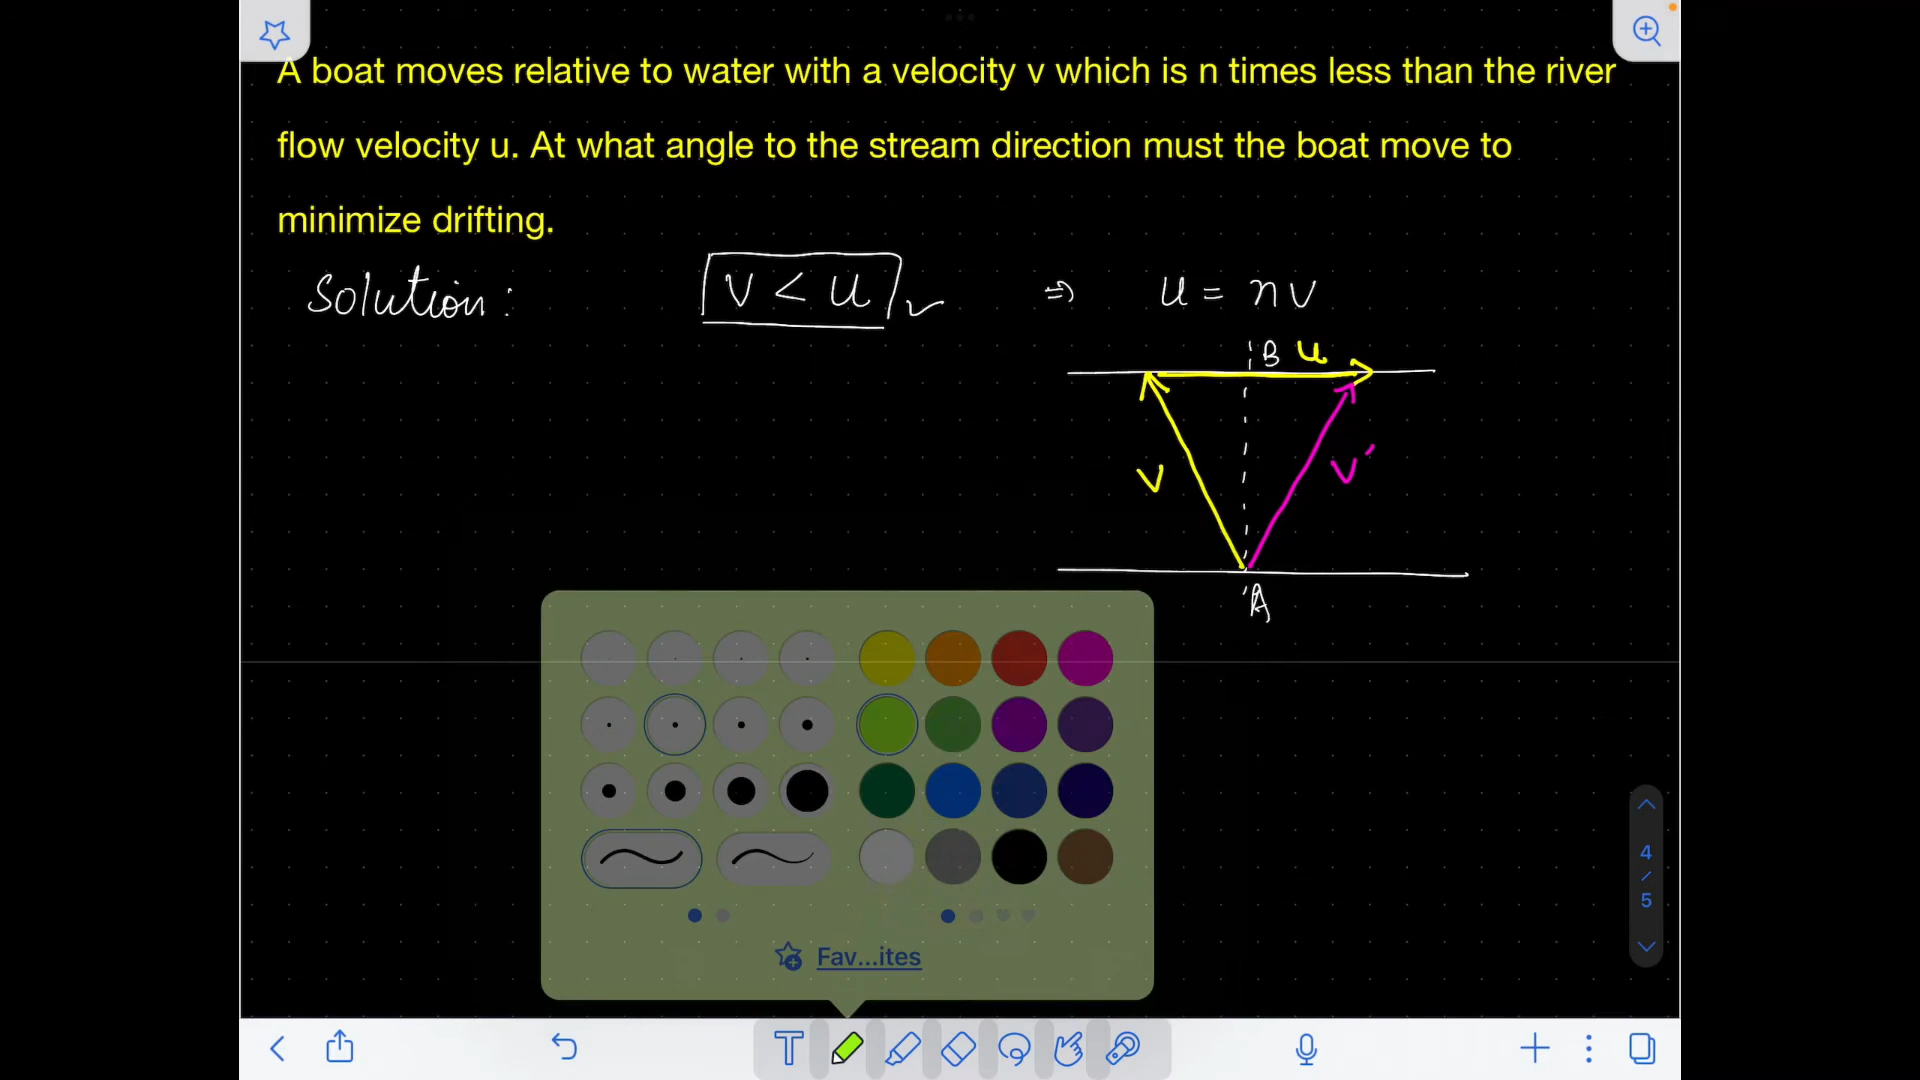 A boat moves relative to water with a velocity v which is n times less than the river
flow velocity u. At what angle to the stream direction must the boat move to
minimize drifting.
Solution: v < u ⇒ u = nv
B u
v v'
A
4
/
5
Fav...ites
T